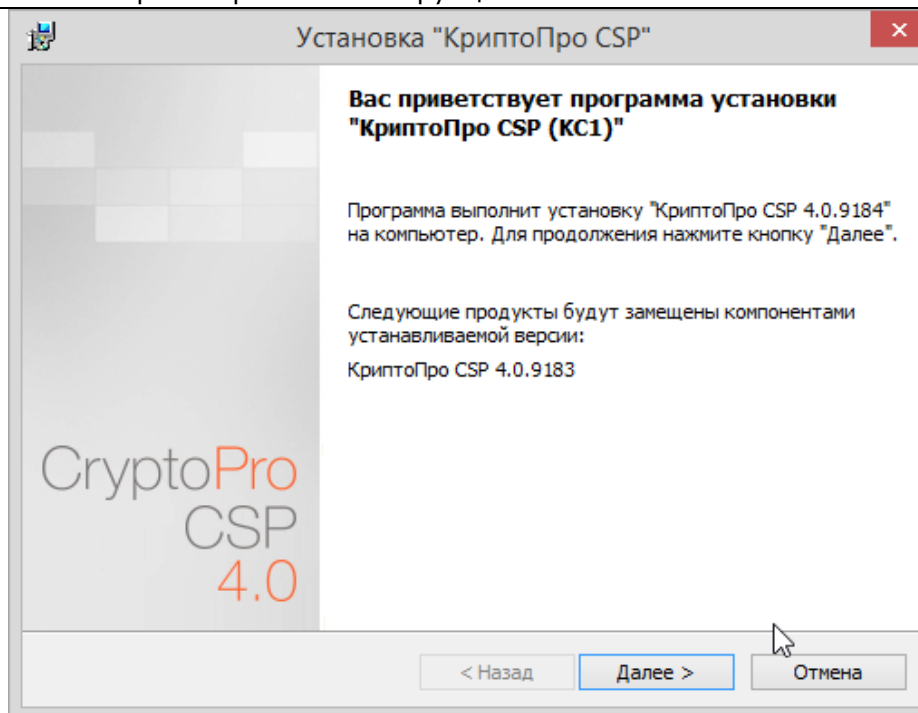 Установка "КриптоПро CSP"
Вас приветствует программа установки
"КриптоПро CSP (KC1)"
Программа выполнит установку "КриптоПро CSP 4.0.9184"
на компьютер. Для продолжения нажмите кнопку "Далее".
Следующие продукты будут замещены компонентами
устанавливаемой версии:
КриптоПро CSP 4.0.9183
CryptoPro
CSP
4.0
< Назад
Далее >
Отмена